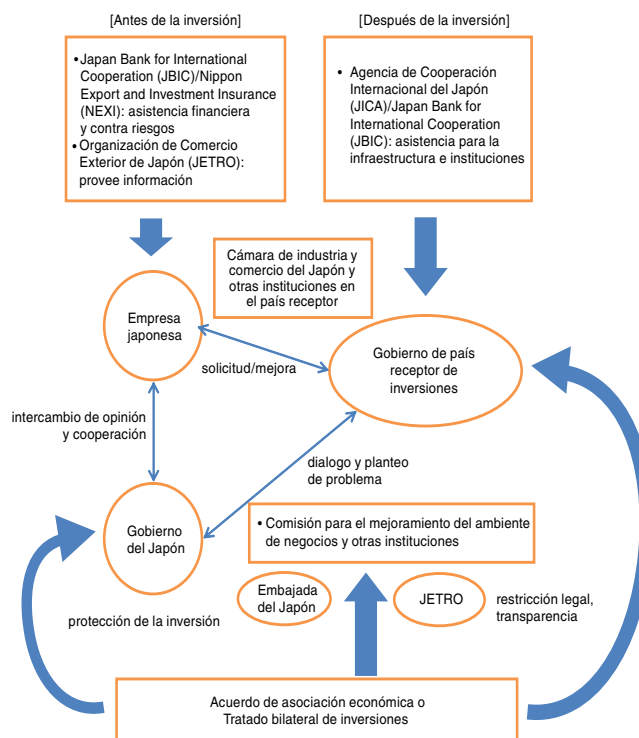 [Antes de la inversión]
[Después de la inversión]
• Japan Bank for International
Cooperation (JBIC)/Nippon
Export and Investment Insurance
(NEXI): asistencia financiera
y contra riesgos
• Organización de Comercio
Exterior de Japón (JETRO):
provee información
• Agencia de Cooperación
Internacional del Japón
(JICA)/Japan Bank for
International Cooperation
(JBIC): asistencia para la
infraestructura e instituciones
Cámara de industria y
comercio del Japón y
otras instituciones en
el país receptor
Empresa
japonesa
solicitud/mejora
Gobierno de país
receptor de
inversiones
intercambio de opinión
y cooperación
dialogo y planteo
de problema
Gobierno
del Japón
• Comisión para el mejoramiento del ambiente
de negocios y otras instituciones
Embajada
del Japón
JETRO
restricción legal,
transparencia
protección de la inversión
Acuerdo de asociación económica o
Tratado bilateral de inversiones